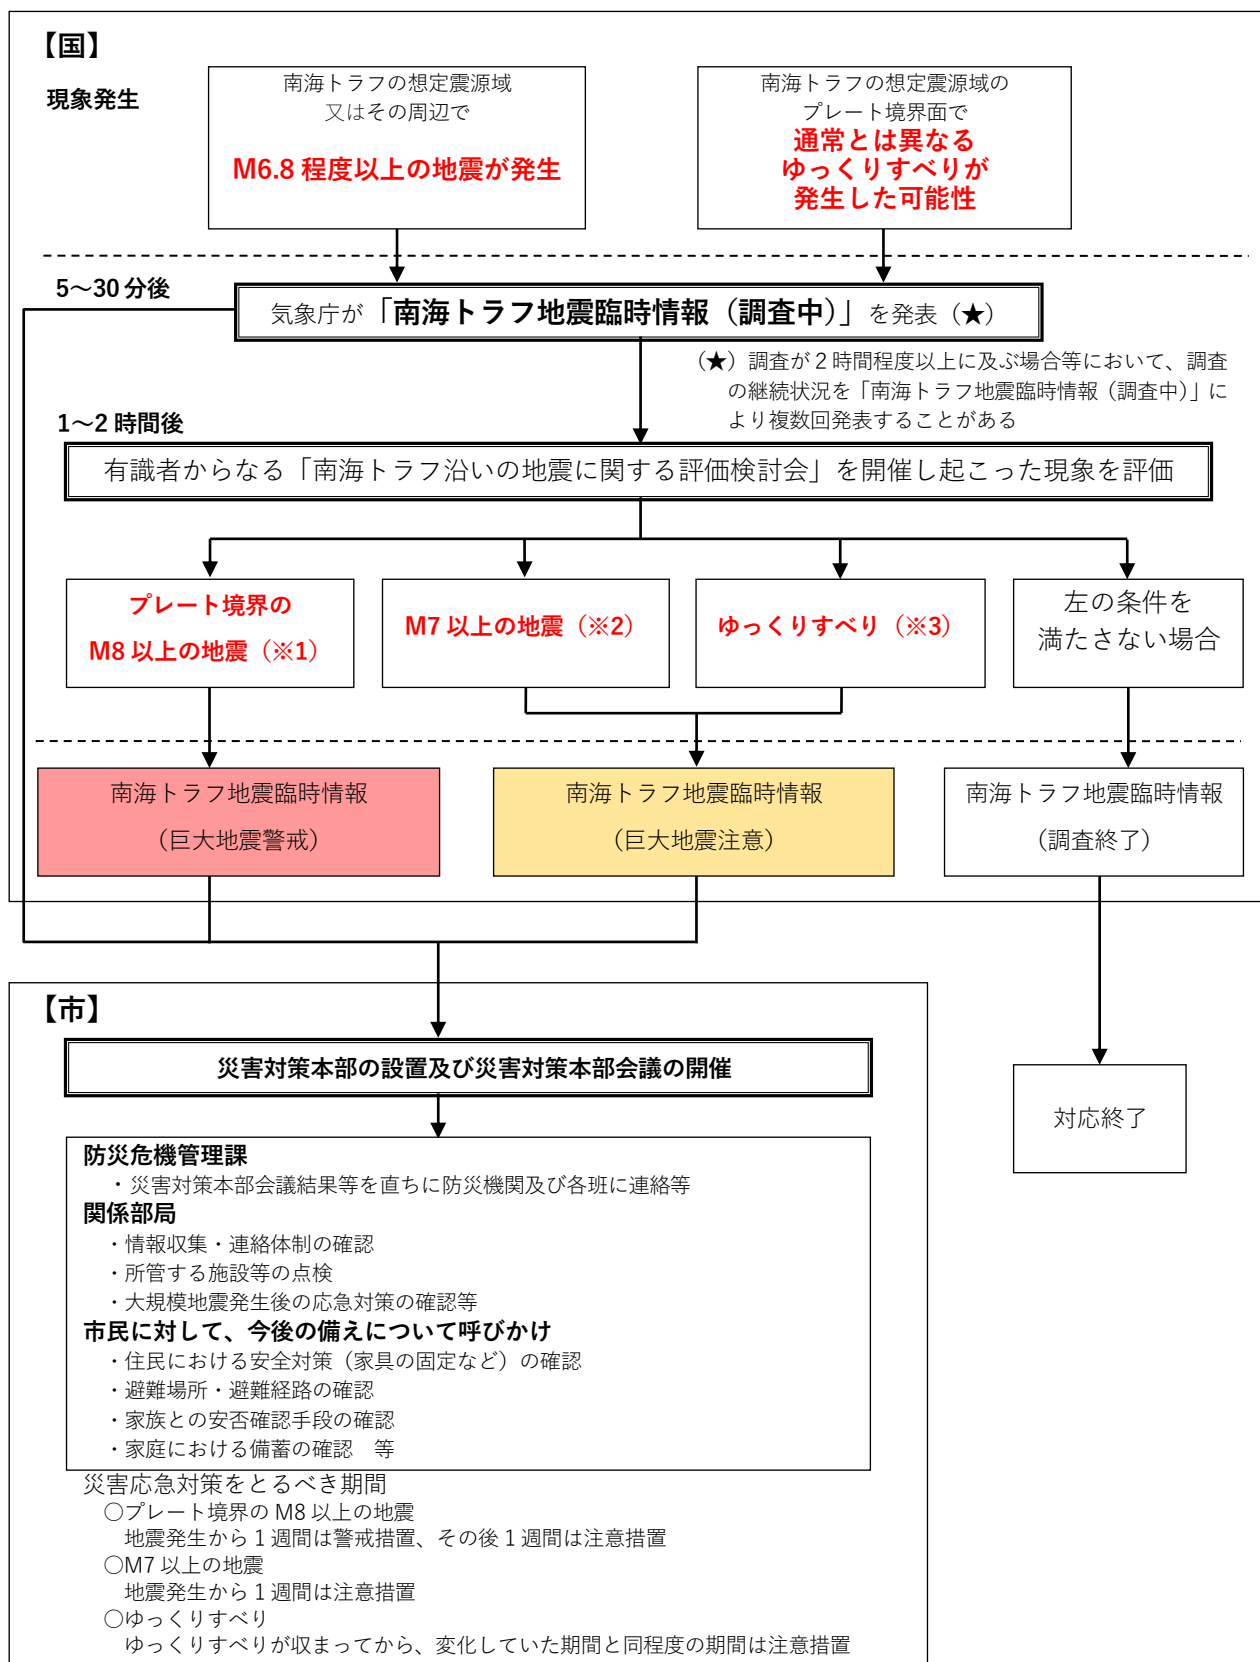 【国】
現象発生
南海トラフの想定震源域
又はその周辺で
M6.8 程度以上の地震が発生
南海トラフの想定震源域の
プレート境界面で
通常とは異なる
ゆっくりすべりが
発生した可能性
5～30 分後
気象庁が「南海トラフ地震臨時情報（調査中）」を発表（★）
（★）調査が２時間程度以上に及ぶ場合等において、調査
の継続状況を「南海トラフ地震臨時情報（調査中）」に
より複数回発表することがある
1～2 時間後
有識者からなる「南海トラフ沿いの地震に関する評価検討会」を開催し起こった現象を評価
プレート境界の
M8 以上の地震（※1）
M7 以上の地震（※2）
ゆっくりすべり（※3）
左の条件を
満たさない場合
南海トラフ地震臨時情報
（巨大地震警戒）
南海トラフ地震臨時情報
（巨大地震注意）
南海トラフ地震臨時情報
（調査終了）
【市】
災害対策本部の設置及び災害対策本部会議の開催
対応終了
防災危機管理課
・災害対策本部会議結果等を直ちに防災機関及び各班に連絡等
関係部局
・情報収集・連絡体制の確認
・所管する施設等の点検
・大規模地震発生後の応急対策の確認等
市民に対して、今後の備えについて呼びかけ
・住民における安全対策（家具の固定など）の確認
・避難場所・避難経路の確認
・家族との安否確認手段の確認
・家庭における備蓄の確認　等
災害応急対策をとるべき期間
○プレート境界の M8 以上の地震
地震発生から１週間は警戒措置、その後１週間は注意措置
○M7 以上の地震
地震発生から１週間は注意措置
○ゆっくりすべり
ゆっくりすべりが収まってから、変化していた期間と同程度の期間は注意措置